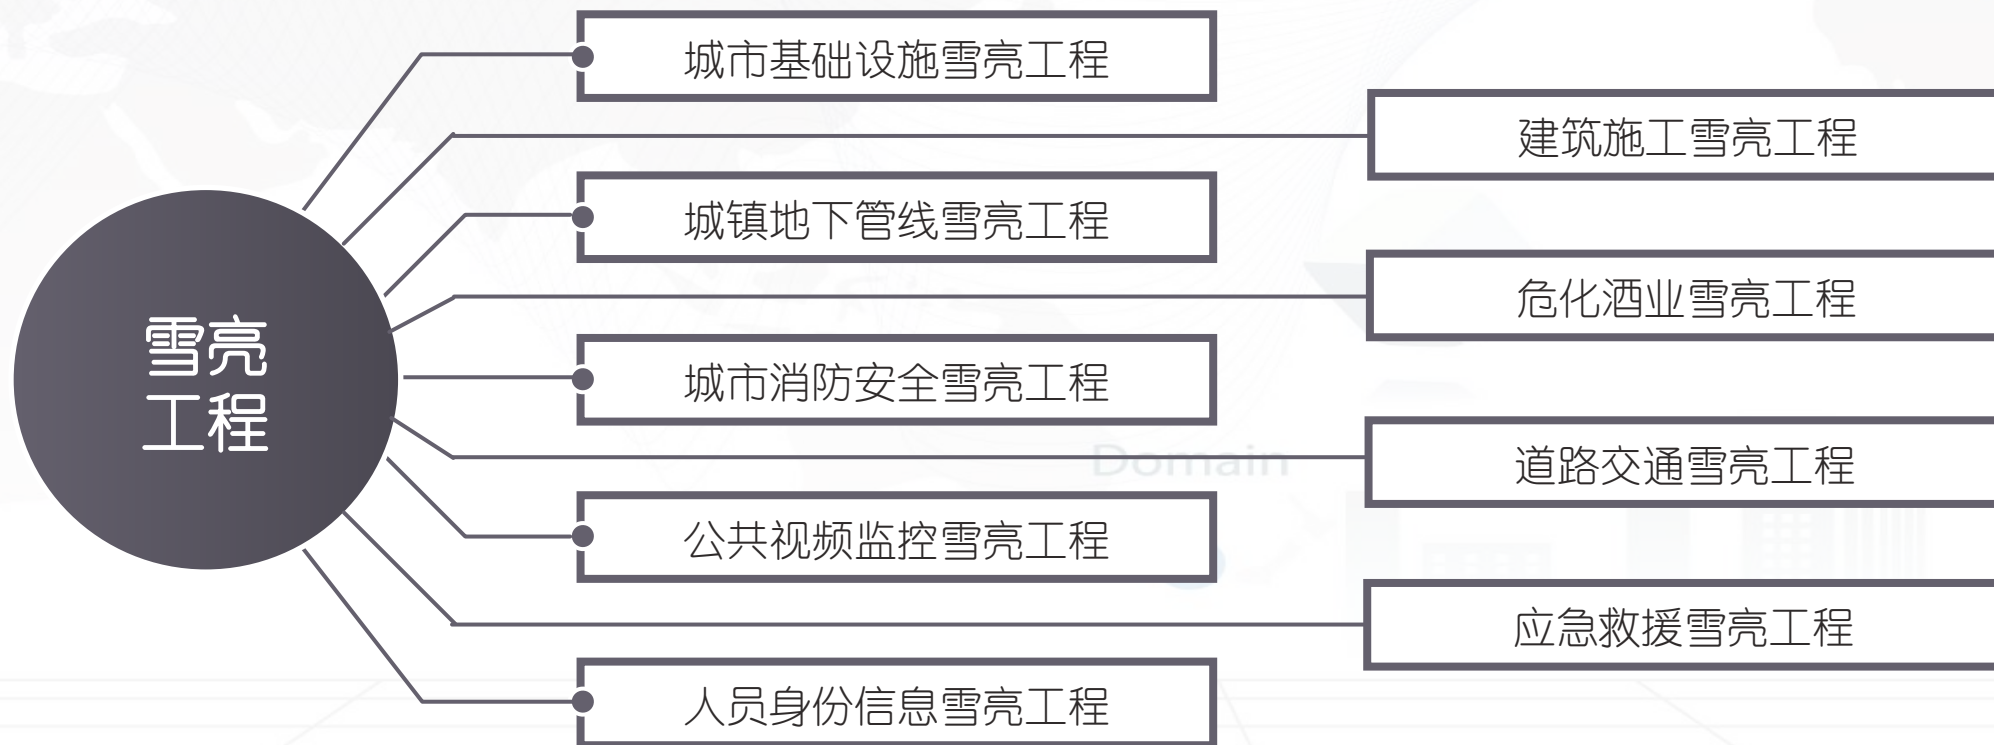 雪亮
工程
城市基础设施雪亮工程
建筑施工雪亮工程
城镇地下管线雪亮工程
危化酒业雪亮工程
城市消防安全雪亮工程
道路交通雪亮工程
Domain
公共视频监控雪亮工程
应急救援雪亮工程
人员身份信息雪亮工程